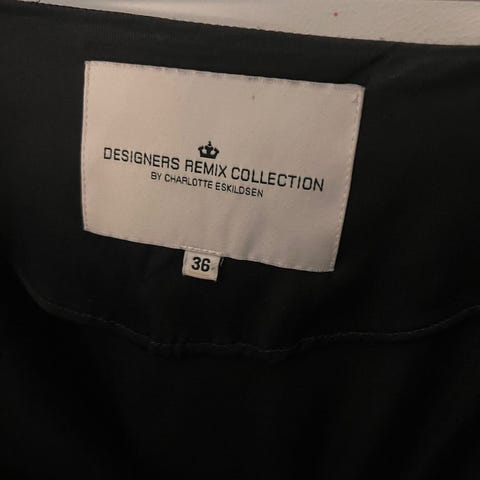 DESIGNERS REMIX COLLECTION
BY CHARLOTTE ESKILDSEN
36